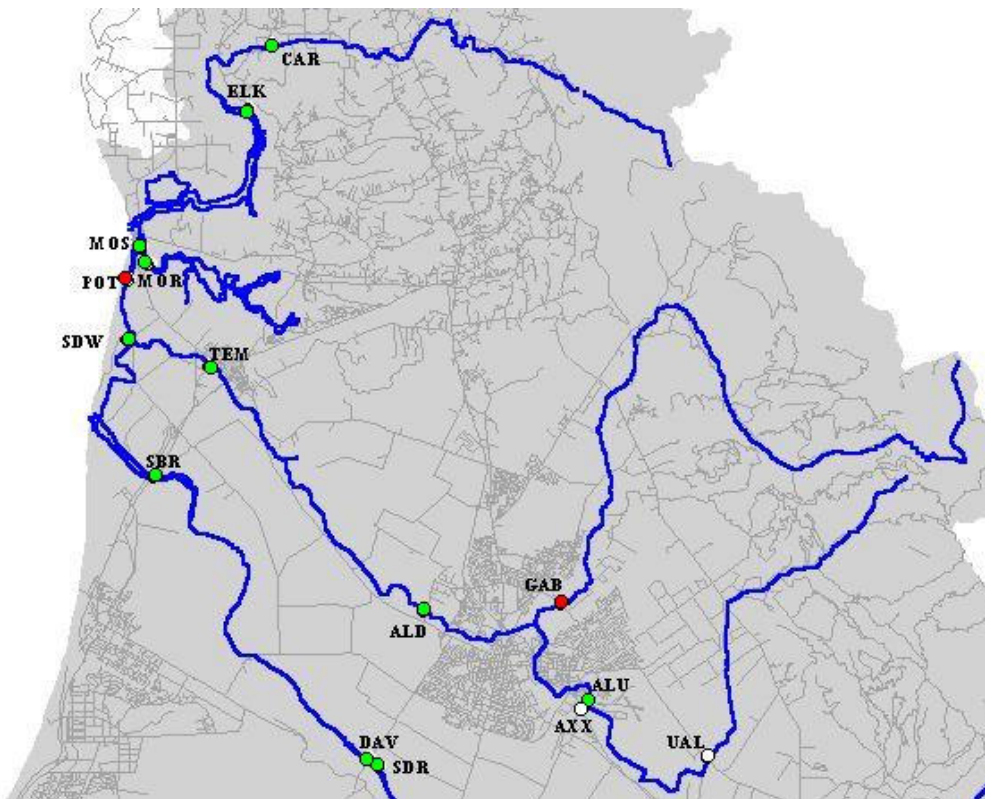 CAR
ELK
MOS
POT MOR
SDW
TEM
SBR
GAB
ALD
ALU
AXX
UAL
DAV
SDR